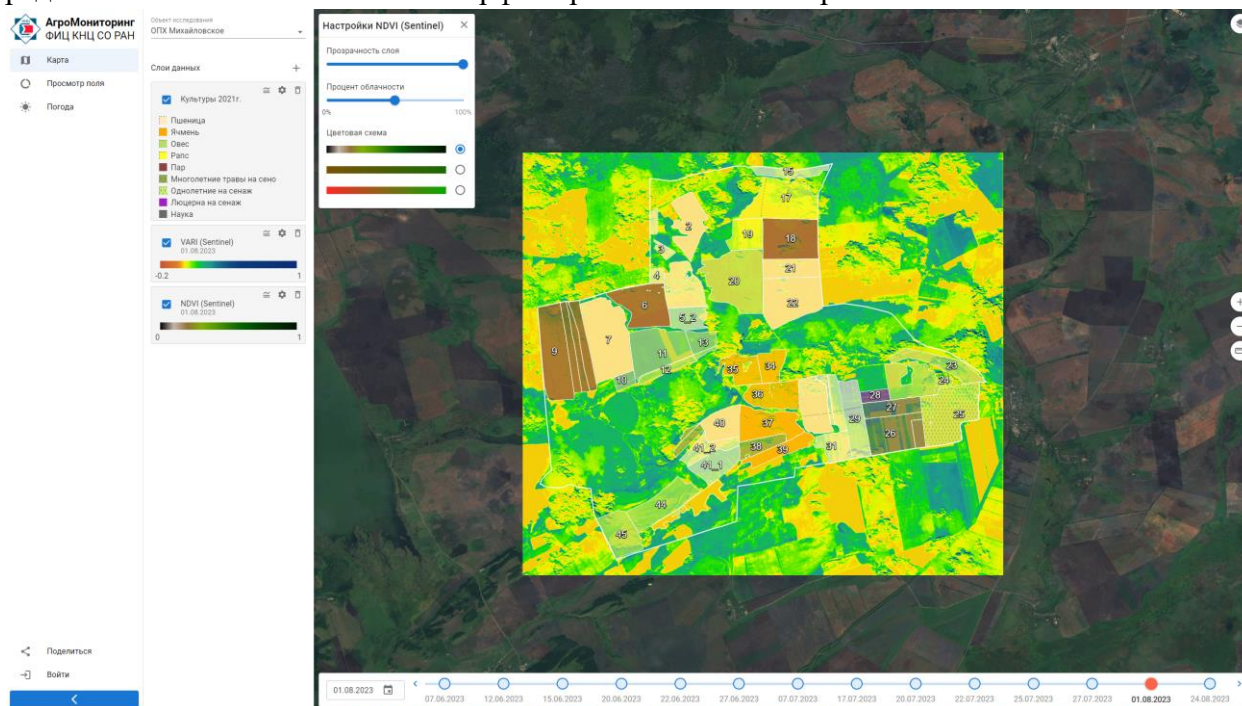 АгроМониторинг
ФИЦ КНЦ СО РАН
Карта
Просмотр поля
Погода
Поделиться
Войти
Объект исследования
ОПХ Михайловское
Слои данных
Культуры 2021г.
Пшеница
Ячмень
Овес
Рапс
Пар
Многолетние травы на сено
Однолетние на сенаж
Люцерна на сенаж
Наука
VARI (Sentinel)
01.08.2023
-0.2 1
NDVI (Sentinel)
01.08.2023
0 1
Настройки NDVI (Sentinel)
Прозрачность слоя
Процент облачности
0% 100%
Цветовая схема
15
17
2
19 18
3
4 21
20
22
6
5_2
7 13
9 11
12
10
35 34
23
24
36 28
27
25
40 37 29
26
38 39 31
41_2
41_1
44
45
01.08.2023
07.06.2023 12.06.2023 15.06.2023 20.06.2023 22.06.2023 27.06.2023 07.07.2023 17.07.2023 20.07.2023 22.07.2023 25.07.2023 27.07.2023 01.08.2023 24.08.2023